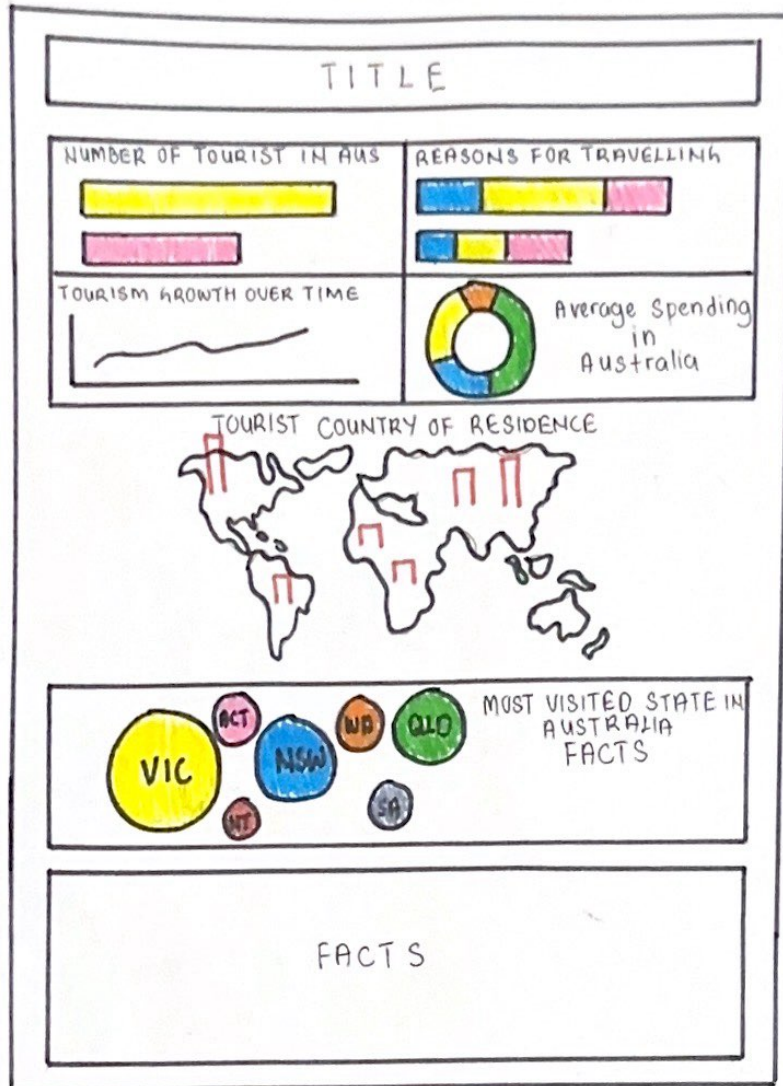 TITLE
NUMBER OF TOURIST IN AUS
REASONS FOR TRAVELLING
TOURISM GROWTH OVER TIME
Average Spending
in
Australia
TOURIST COUNTRY OF RESIDENCE
VIC
ACT
NSW
WA
QLD
NT
SA
MOST VISITED STATE IN
AUSTRALIA
FACTS
FACTS